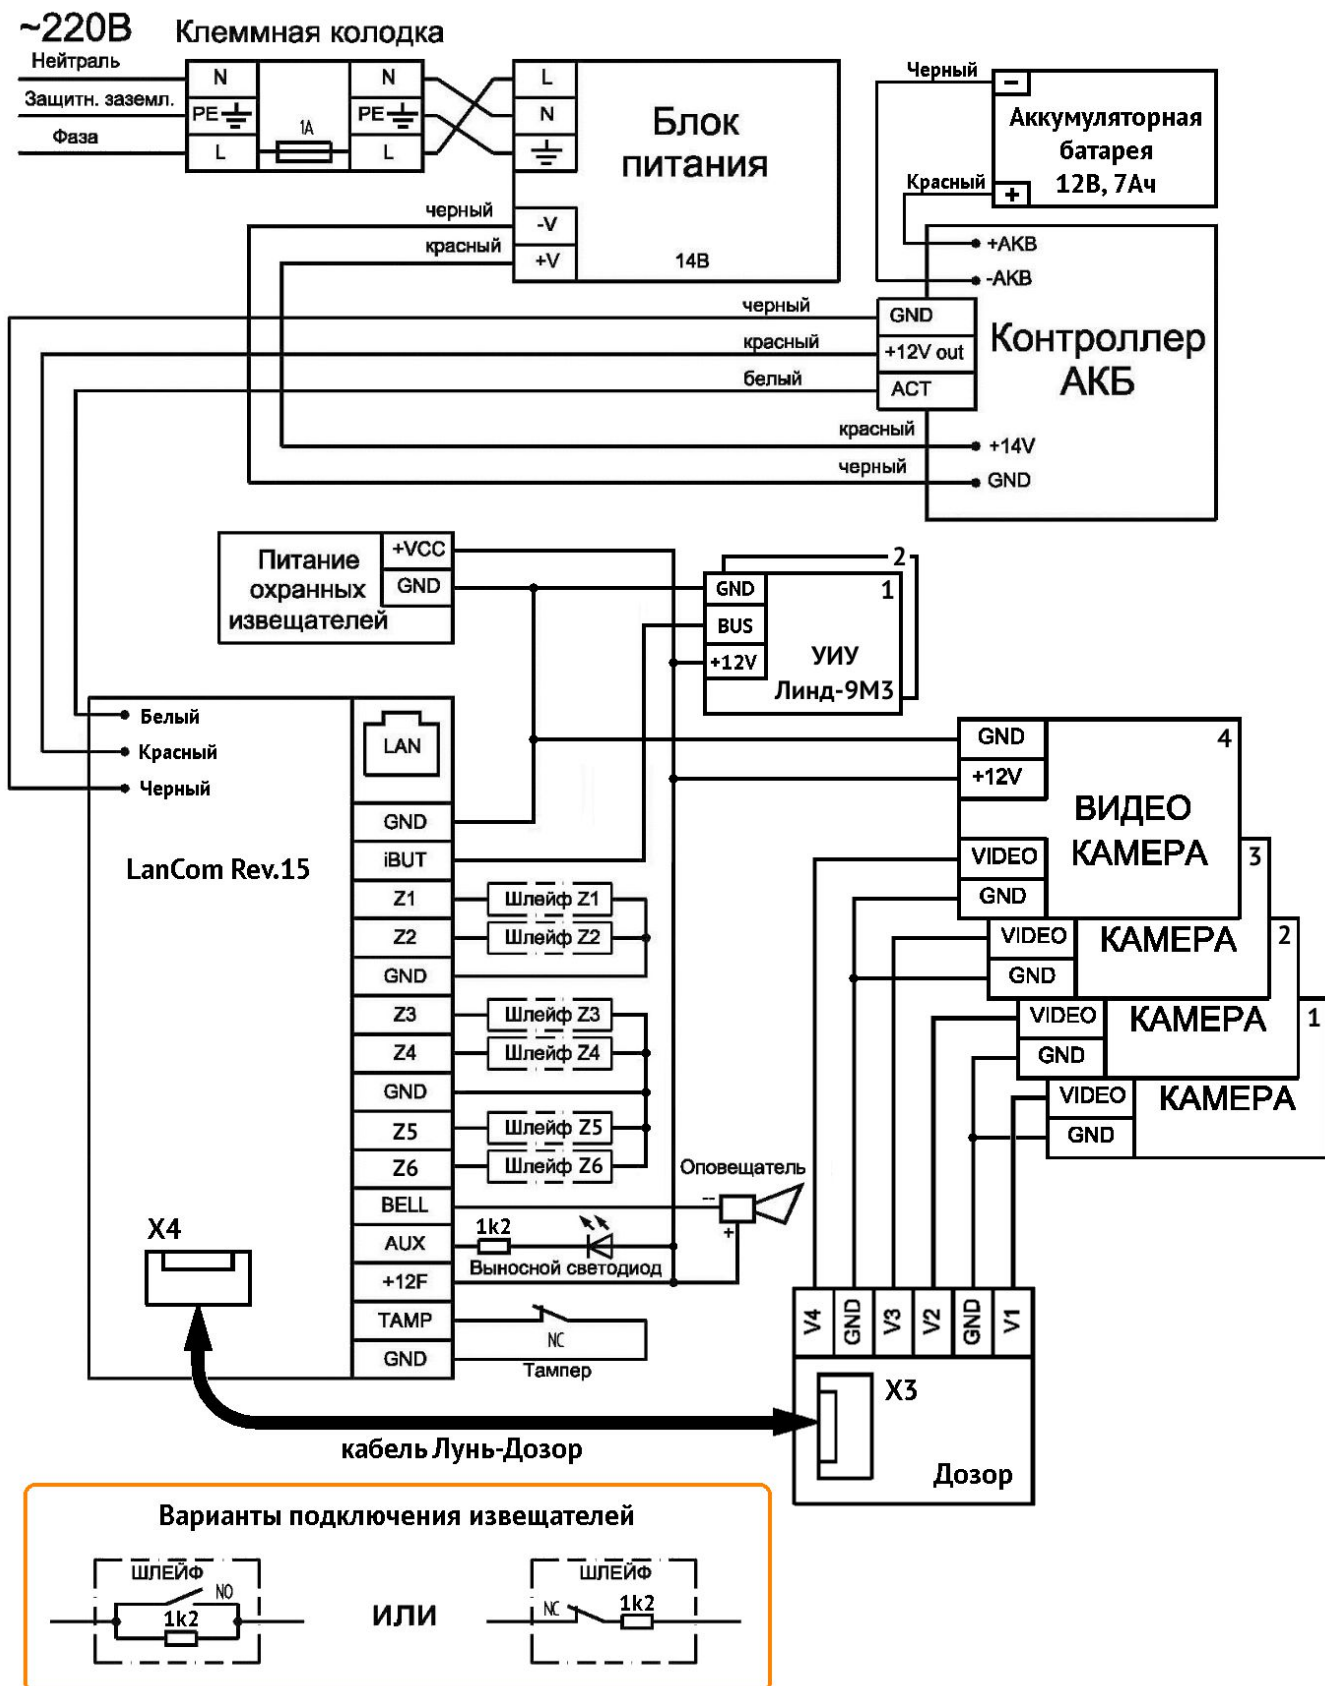 ~220В Клеммная колодка
Нейтраль
Защитн. заземл.
Фаза
N
PE
L
1А
N
PE
L
L
N
Блок
питания
-V
+V
14В
черный
красный
Черный
Красный
−
+
Аккумуляторная
батарея
12В, 7Ач
+АКВ
-АКВ
GND
+12V out
ACT
Контроллер
АКБ
+14V
GND
черный
красный
белый
красный
черный
Питание
охранных
извещателей
+VCC
GND
2
1
GND
BUS
+12V
УИУ
Линд-9М3
Белый
Красный
Черный
LanCom Rev.15
LAN
GND
iBUT
Z1
Z2
GND
Z3
Z4
GND
Z5
Z6
BELL
AUX
+12F
TAMP
GND
Шлейф Z1
Шлейф Z2
Шлейф Z3
Шлейф Z4
Шлейф Z5
Шлейф Z6
Оповещатель
--
+
1k2
Выносной светодиод
NC
Тампер
GND
+12V
4
ВИДЕО
КАМЕРА
VIDEO
GND
3
VIDEO
GND
КАМЕРА
2
VIDEO
GND
КАМЕРА
1
VIDEO
GND
КАМЕРА
X4
V4
GND
V3
V2
GND
V1
X3
Дозор
кабель Лунь-Дозор
Варианты подключения извещателей
ШЛЕЙФ
NO
1k2
ИЛИ
ШЛЕЙФ
NC
1k2